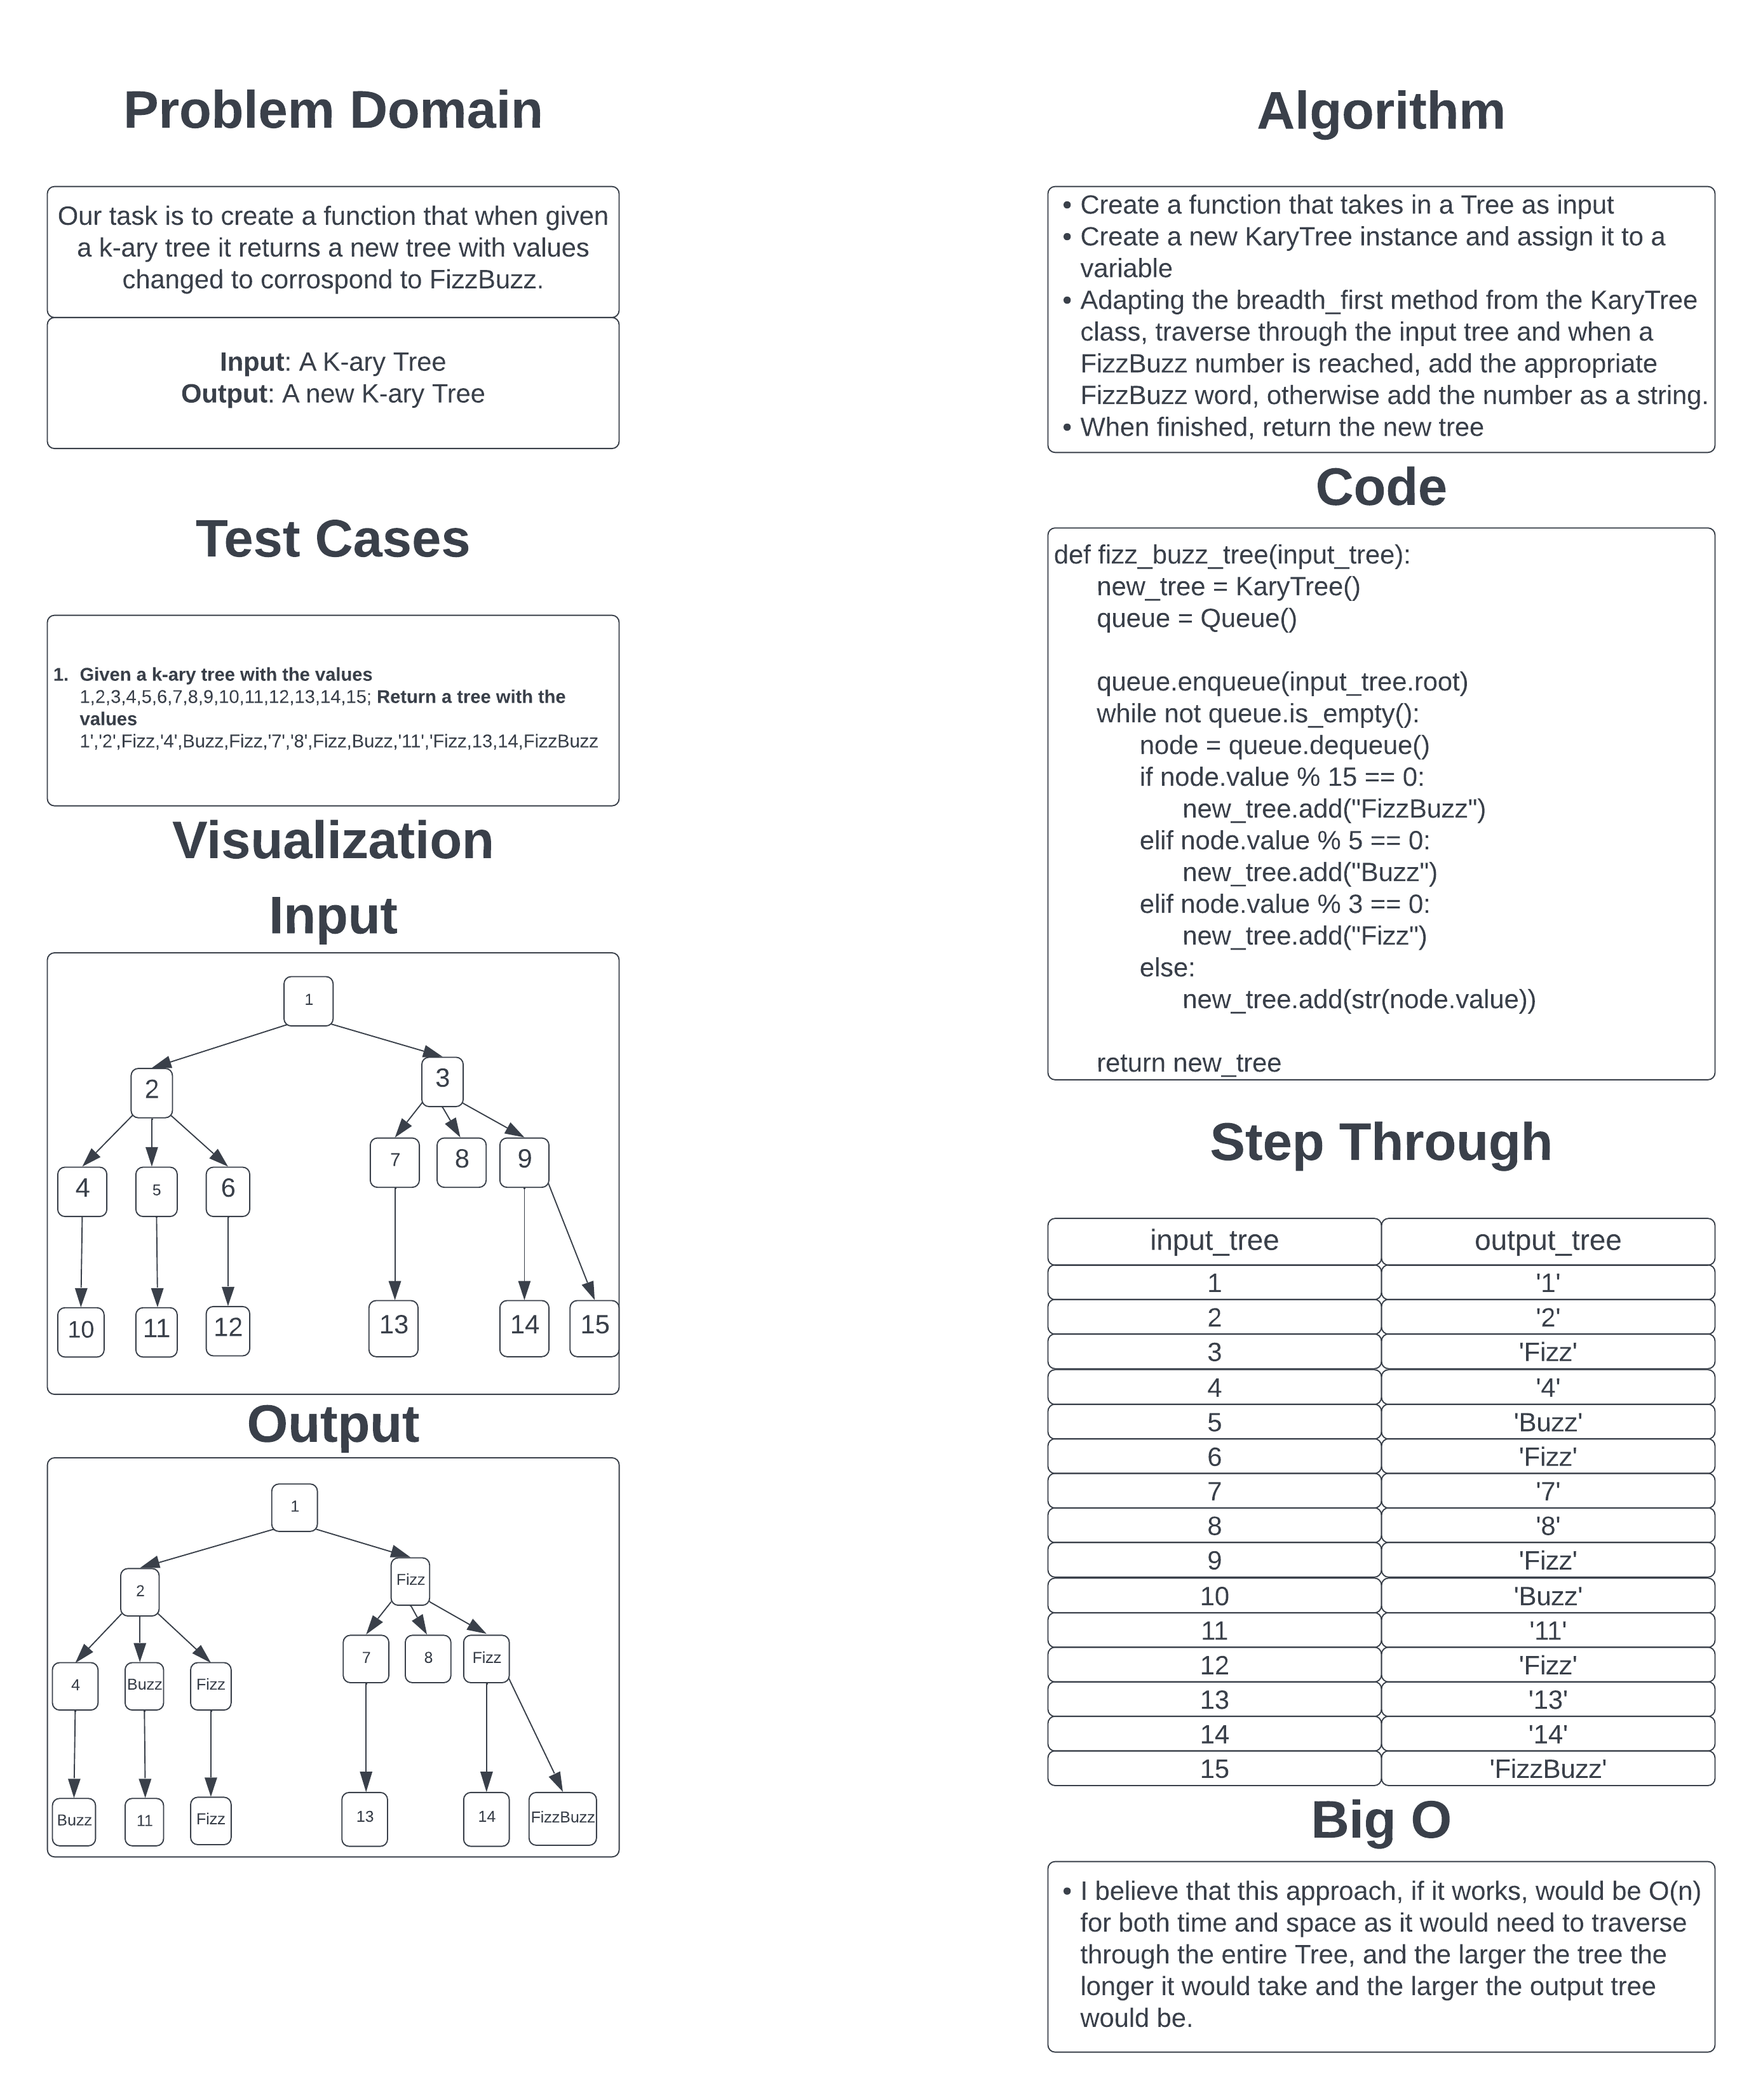 Problem Domain
Our task is to create a function that when given
a k-ary tree it returns a new tree with values
changed to corrospond to FizzBuzz.
Input: A K-ary Tree
Output: A new K-ary Tree
Test Cases
1. Given a k-ary tree with the values
1,2,3,4,5,6,7,8,9,10,11,12,13,14,15; Return a tree with the
values
1','2',Fizz,'4',Buzz,Fizz,'7','8',Fizz,Buzz,'11','Fizz,13,14,FizzBuzz
Visualization
Input
1
2
3
4
5
6
7
8
9
10
11
12
13
14
15
Output
1
2
Fizz
4
Buzz
Fizz
7
8
Fizz
Buzz
11
Fizz
13
14
FizzBuzz
Algorithm
• Create a function that takes in a Tree as input
• Create a new KaryTree instance and assign it to a
variable
• Adapting the breadth_first method from the KaryTree
class, traverse through the input tree and when a
FizzBuzz number is reached, add the appropriate
FizzBuzz word, otherwise add the number as a string.
• When finished, return the new tree
Code
def fizz_buzz_tree(input_tree):
new_tree = KaryTree()
queue = Queue()
queue.enqueue(input_tree.root)
while not queue.is_empty():
node = queue.dequeue()
if node.value % 15 == 0:
new_tree.add("FizzBuzz")
elif node.value % 5 == 0:
new_tree.add("Buzz")
elif node.value % 3 == 0:
new_tree.add("Fizz")
else:
new_tree.add(str(node.value))
return new_tree
Step Through
input_tree output_tree
1 '1'
2 '2'
3 'Fizz'
4 '4'
5 'Buzz'
6 'Fizz'
7 '7'
8 '8'
9 'Fizz'
10 'Buzz'
11 '11'
12 'Fizz'
13 '13'
14 '14'
15 'FizzBuzz'
Big O
• I believe that this approach, if it works, would be O(n)
for both time and space as it would need to traverse
through the entire Tree, and the larger the tree the
longer it would take and the larger the output tree
would be.